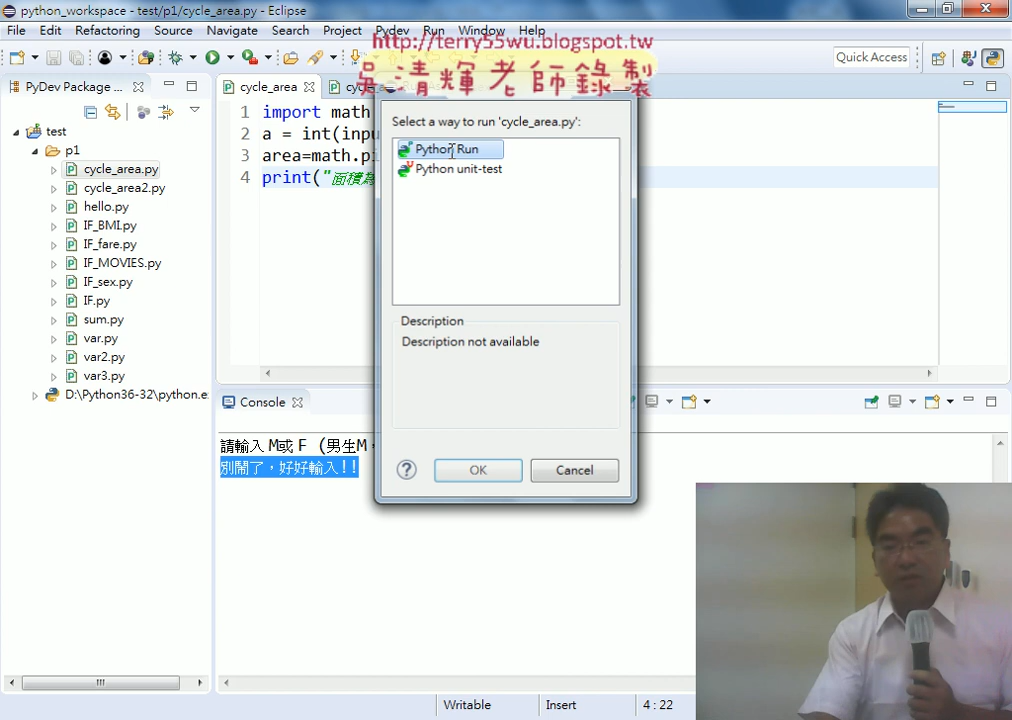 python_workspace - test/p1/cycle_area.py - Eclipse
File Edit Refactoring Source Navigate Search Project Pydev Run Window Help
http://terry55wu.blogspot.tw
吳清輝老師錄製
Quick Access
PyDev Package ...
cycle_area
test
p1
cycle_area.py
cycle_area2.py
hello.py
IF_BMI.py
IF_fare.py
IF_MOVIES.py
IF_sex.py
IF.py
sum.py
var.py
var2.py
var3.py
D:\Python36-32\python.e
1 import math
2 a = int(inpu
3 area=math.pi
4 print("面積為
Select a way to run 'cycle_area.py':
Python Run
Python unit-test
Description
Description not available
OK
Cancel
Console
請輸入 M或 F (男生M
別鬧了，好好輸入!!
Writable
Insert
4 : 22